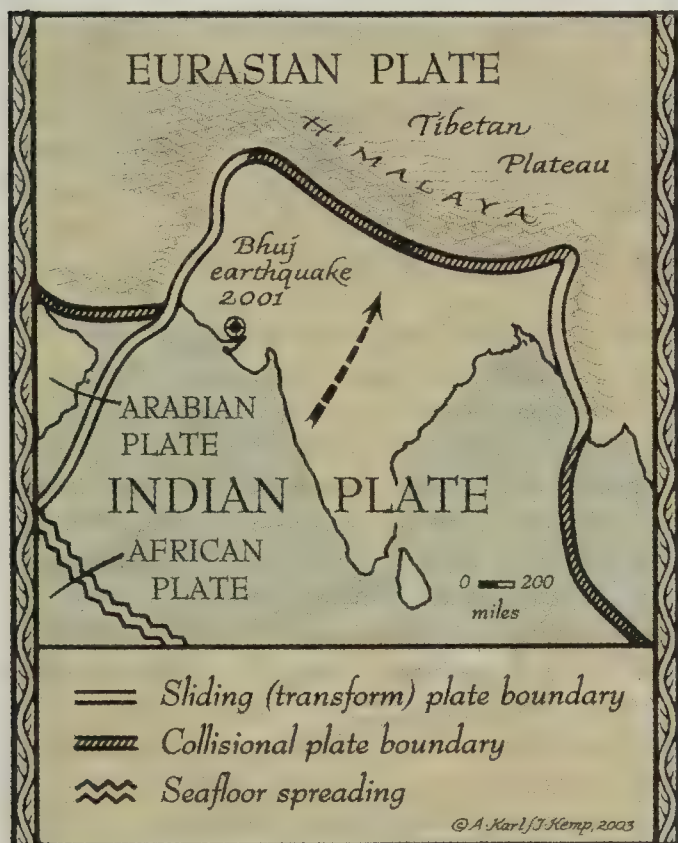 EURASIAN PLATE
Tibetan
Plateau
HIMALAYA
Bhuj
earthquake
2001
ARABIAN
PLATE
INDIAN PLATE
AFRICAN
PLATE
0 200
miles
Sliding (transform) plate boundary
Collisional plate boundary
Seafloor spreading
© A·Karl/J·Kemp, 2003